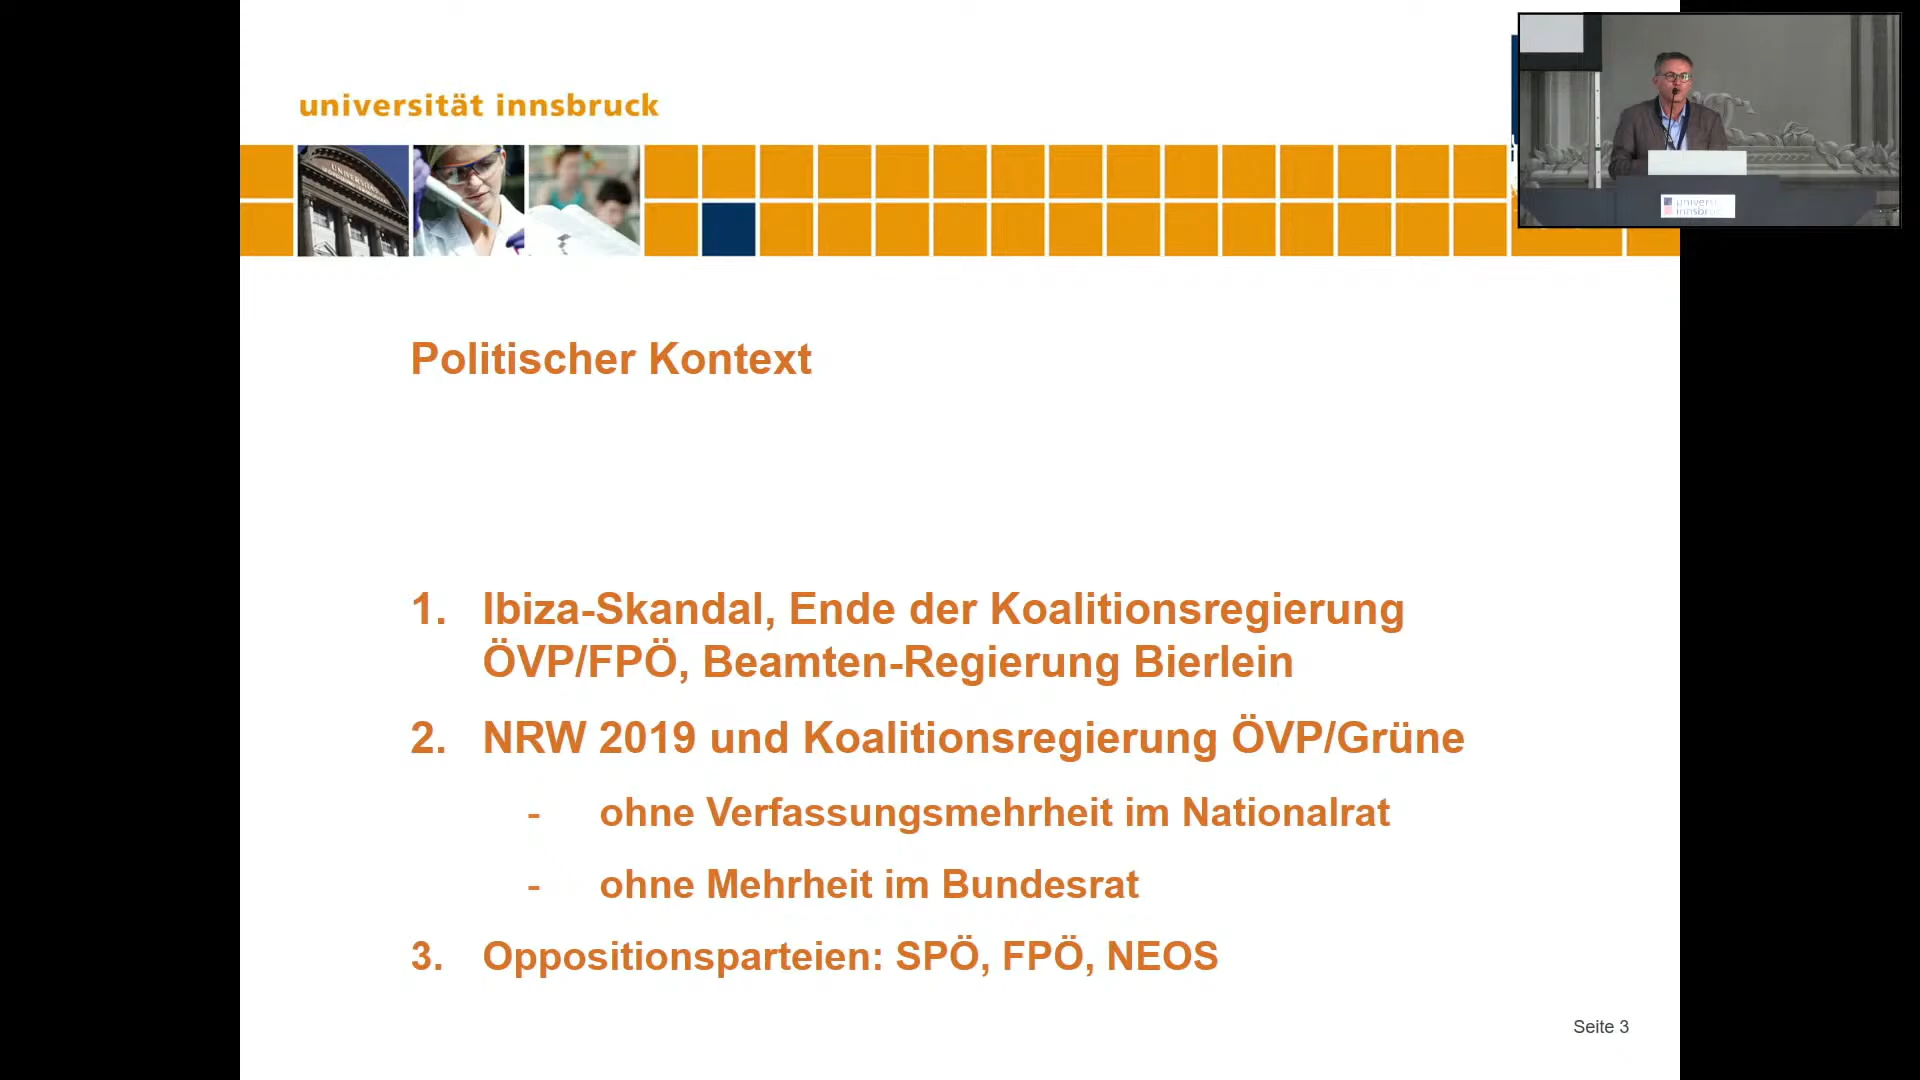 universität innsbruck
Politischer Kontext
1. Ibiza-Skandal, Ende der Koalitionsregierung
ÖVP/FPÖ, Beamten-Regierung Bierlein
2. NRW 2019 und Koalitionsregierung ÖVP/Grüne
- ohne Verfassungsmehrheit im Nationalrat
- ohne Mehrheit im Bundesrat
3. Oppositionsparteien: SPÖ, FPÖ, NEOS
Seite 3